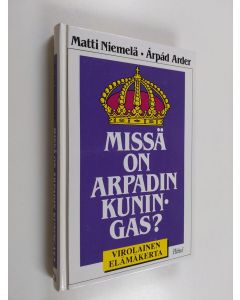 Matti Niemelä • Árpád Arder
MISSÄ
ON
ARPADIN
KUNIN-
GAS?
VIROLAINEN
ELÄMÄKERTA